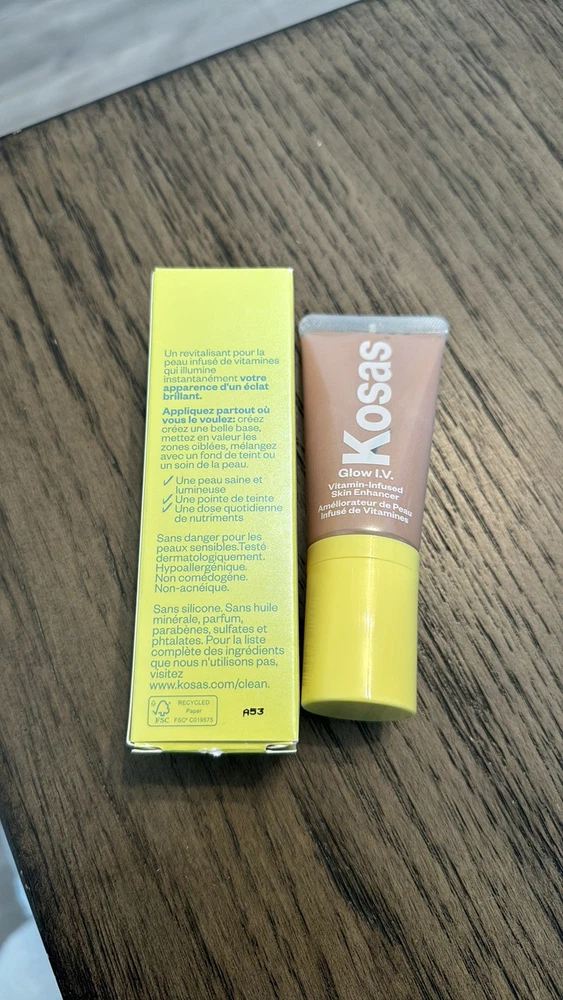 Un revitalisant pour la
peau infusé de vitamines
qui illumine
instantanément votre
apparence d'un éclat
brillant.
Appliquez partout où
vous le voulez: créez
créez une belle base,
mettez en valeur les
zones ciblées, mélangez
avec un fond de teint ou
un soin de la peau.
✓ Une peau saine et
lumineuse
✓ Une pointe de teinte
✓ Une dose quotidienne
de nutriments
Sans danger pour les
peaux sensibles.Testé
dermatologiquement.
Hypoallergénique.
Non comédogène.
Non-acnéique.
Sans silicone. Sans huile
minérale, parfum,
parabènes, sulfates et
phtalates. Pour la liste
complète des ingrédients
que nous n'utilisons pas,
visitez
www.kosas.com/clean.
FSC
RECYCLED
Paper
FSC® C019575
A53
Kosas
Glow I.V.
Vitamin-Infused
Skin Enhancer
Améliorateur de Peau
Infusé de Vitamines